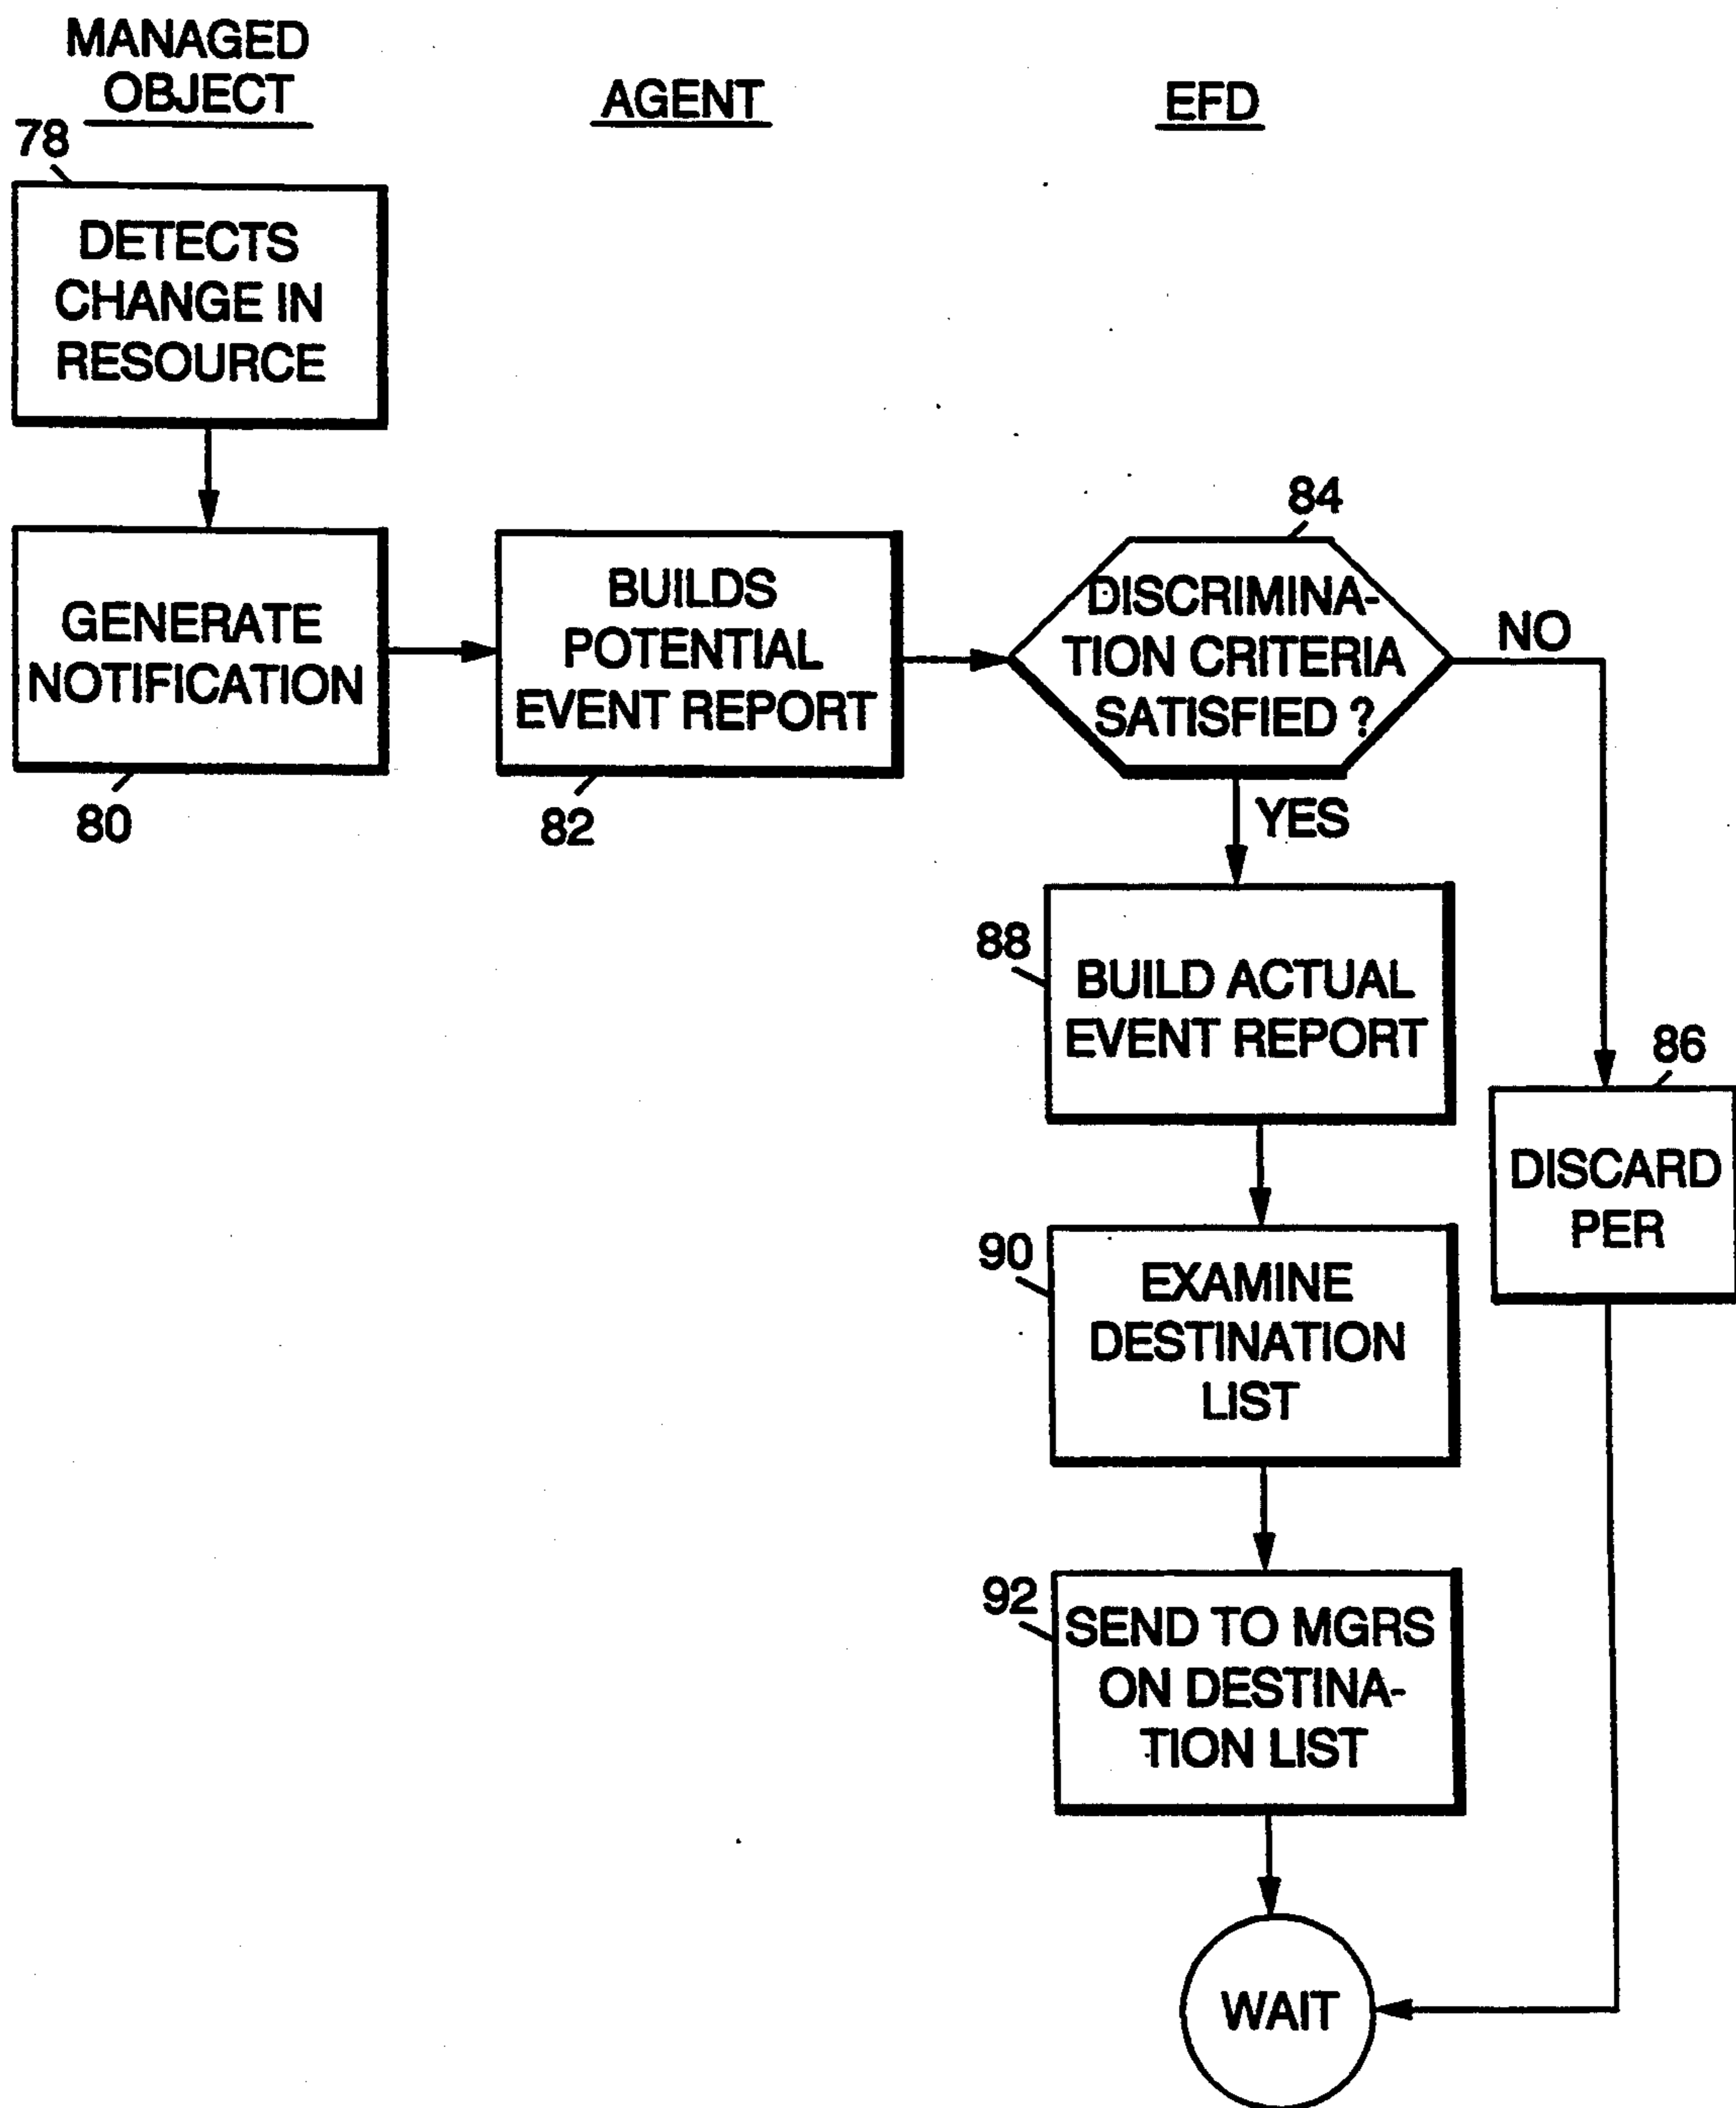 MANAGED
OBJECT
AGENT
EFD
78
DETECTS
CHANGE IN
RESOURCE
GENERATE
NOTIFICATION
80
BUILDS
POTENTIAL
EVENT REPORT
82
84
DISCRIMINA-
TION CRITERIA
SATISFIED ?
NO
YES
88
BUILD ACTUAL
EVENT REPORT
86
DISCARD
PER
90
EXAMINE
DESTINATION
LIST
92
SEND TO MGRS
ON DESTINA-
TION LIST
WAIT